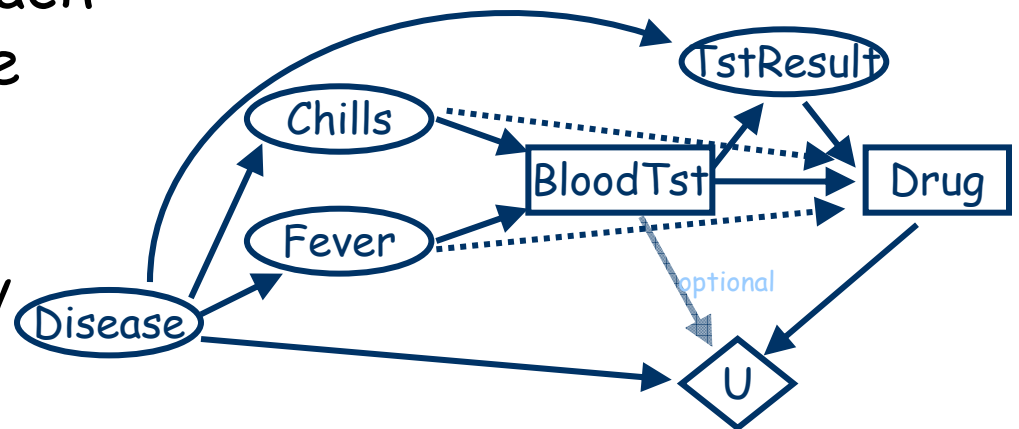 TstResult
Chills
BloodTst
Drug
Fever
optional
Disease
U